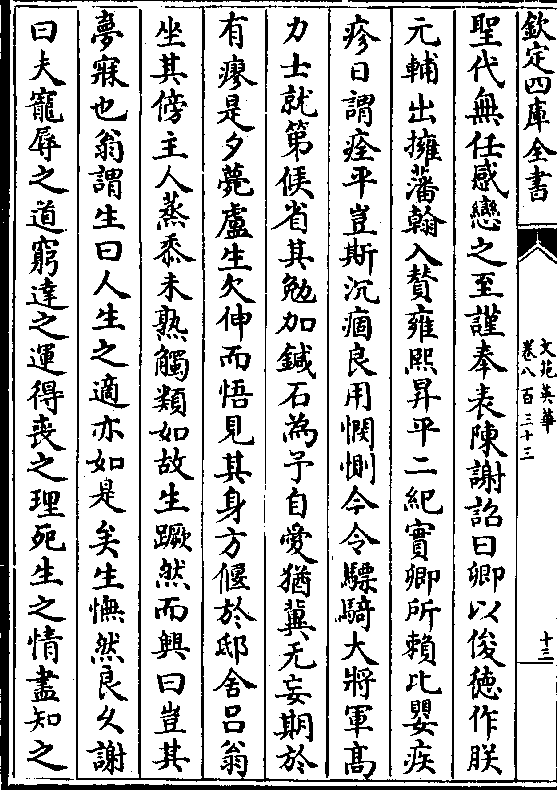 欽定四庫全書
文苑英華
卷八百三十三
十三
聖代無任感戀之至謹奉表陳謝詔曰卿以俊德作朕
元輔出擁藩翰入贊雍熙昇平二紀實卿所賴比嬰疾
疹日謂痊平豈斯沉痼良用憫惻今令驃騎大將軍髙
力士就第候省其勉加鍼石為予自愛猶冀无妄期於
有瘳是夕薨盧生欠伸而悟見其身方偃於邸舍吕翁
坐其傍主人蒸黍未熟觸類如故生蹶然而興曰豈其
夢寐也翁謂生曰人生之適亦如是矣生憮然良乆謝
曰夫寵辱之道窮達之運得喪之理死生之情盡知之